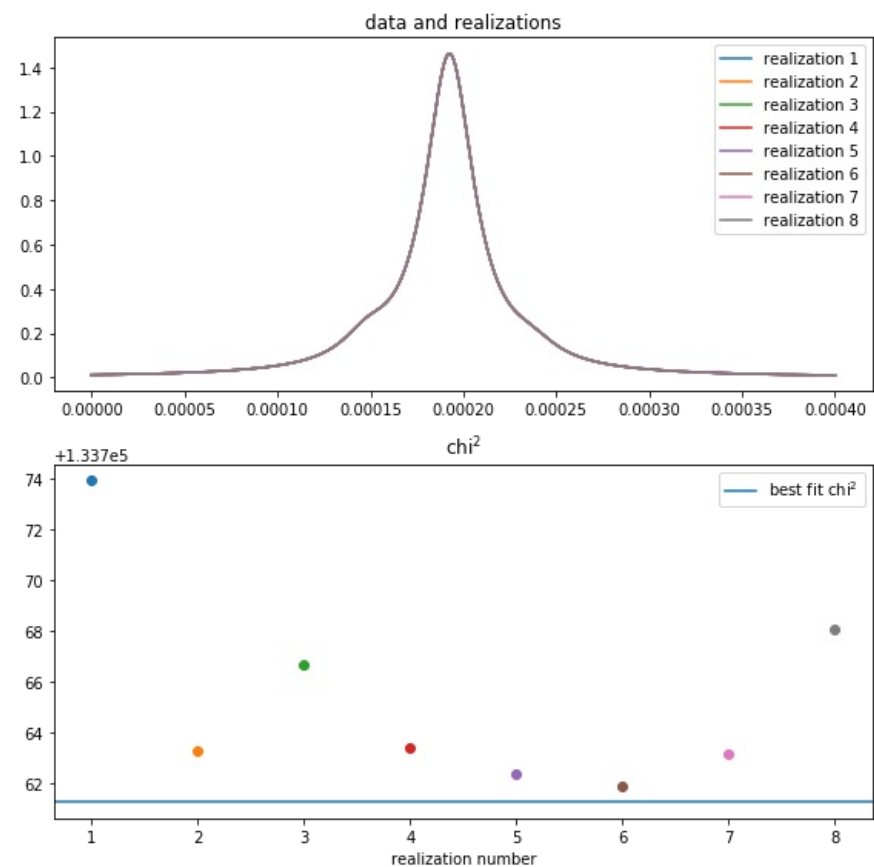 data and realizations
1.4
1.2
1.0
0.8
0.6
0.4
0.2
0.0
realization 1
realization 2
realization 3
realization 4
realization 5
realization 6
realization 7
realization 8
0.00000 0.00005 0.00010 0.00015 0.00020 0.00025 0.00030 0.00035 0.00040
chi²
+1.337e5
74
72
70
68
66
64
62
best fit chi²
1 2 3 4 5 6 7 8
realization number